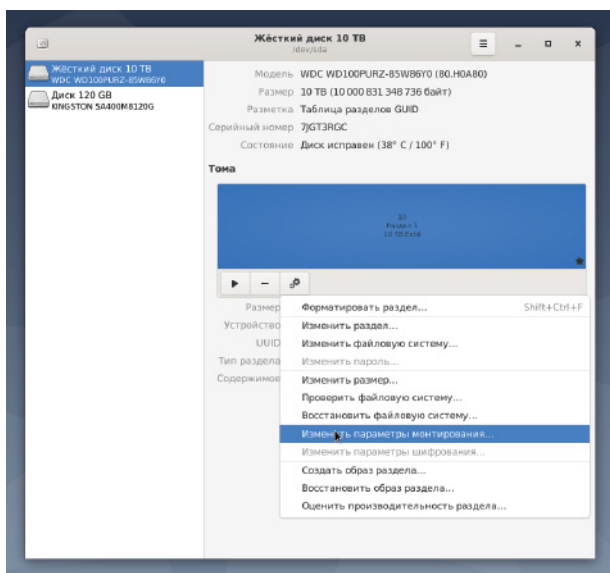 Жёсткий диск 10 TB
/dev/sda
Жёсткий диск 10 TB
WDC WD100PURZ-85W86Y0
Диск 120 GB
KINGSTON SA400M8120G
Модель WDC WD100PURZ-85W86Y0 (80.H0A80)
Размер 10 TB (10 000 831 348 736 байт)
Разметка Таблица разделов GUID
Серийный номер 7JGT3RGC
Состояние Диск исправен (38° C / 100° F)
Тома
10
Раздел 1
10 TB Ext4
Размер
Устройство
UUID
Тип раздела
Содержимое
Форматировать раздел... Shift+Ctrl+F
Изменить раздел...
Изменить файловую систему...
Изменить пароль...
Изменить размер...
Проверить файловую систему...
Восстановить файловую систему...
Изменить параметры монтирования...
Изменить параметры шифрования...
Создать образ раздела...
Восстановить образ раздела...
Оценить производительность раздела...